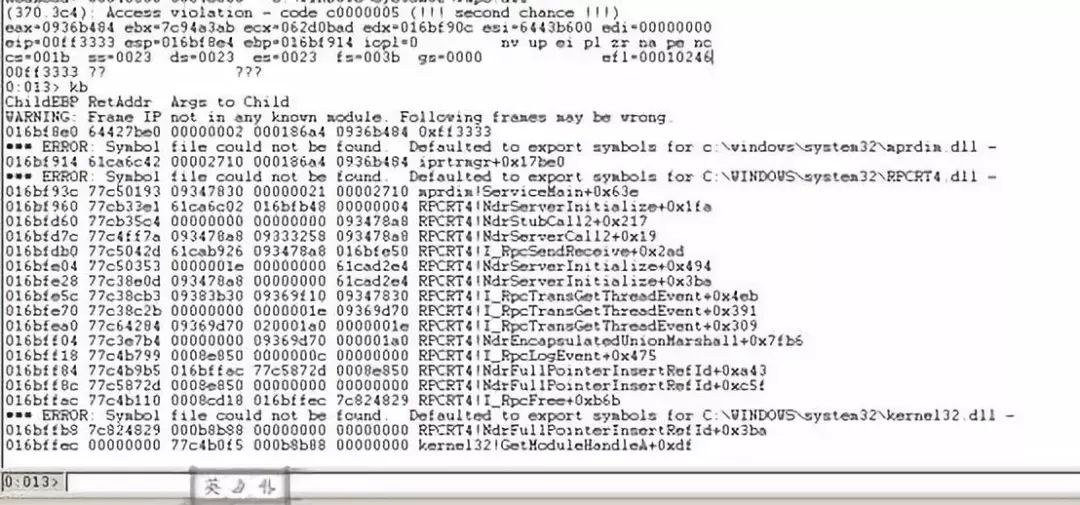 (370.3c4): Access violation - code c0000005 (!!! second chance !!!)
eax=0936b484 ebx=7c94a3ab ecx=062d0bad edx=016bf90c esi=6443b600 edi=00000000
eip=00ff3333 esp=016bf8e4 ebp=016bf914 iopl=0 nv up ei pl zr na pe nc
cs=001b ss=0023 ds=0023 es=0023 fs=003b gs=0000 efl=00010246
00ff3333 ?? ???
0:013> kb
ChildEBP RetAddr Args to Child
WARNING: Frame IP not in any known module. Following frames may be wrong.
016bf8e0 64427be0 00000002 000186a4 0936b484 0xff3333
*** ERROR: Symbol file could not be found. Defaulted to export symbols for c:\windows\system32\mprdim.dll -
016bf914 61ca6c42 00002710 000186a4 0936b484 iprtrmgr+0x17be0
*** ERROR: Symbol file could not be found. Defaulted to export symbols for C:\WINDOWS\system32\RPCRT4.dll -
016bf93c 77c50193 09347830 00000021 00002710 mprdim!ServiceMain+0x63e
016bf960 77cb33e1 61ca6c02 016bfb48 00000004 RPCRT4!NdrServerInitialize+0x1fa
016bfd60 77cb35c4 00000000 00000000 093478a8 RPCRT4!NdrStubCall2+0x217
016bfd7c 77c4ff7a 093478a8 09333258 093478a8 RPCRT4!NdrServerCall2+0x19
016bfdb0 77c5042d 61cab926 093478a8 016bfe50 RPCRT4!I_RpcSendReceive+0x2ad
016bfe04 77c50353 0000001e 00000000 61cad2e4 RPCRT4!NdrServerInitialize+0x494
016bfe28 77c38e0d 093478a8 00000000 61cad2e4 RPCRT4!NdrServerInitialize+0x3ba
016bfe5c 77c38cb3 09383b30 09369f10 09347830 RPCRT4!I_RpcTransGetThreadEvent+0x4eb
016bfe70 77c38c2b 00000000 0000001e 09369d70 RPCRT4!I_RpcTransGetThreadEvent+0x391
016bfea0 77c64284 09369d70 020001a0 0000001e RPCRT4!I_RpcTransGetThreadEvent+0x309
016bff04 77c3e7b4 00000000 09369d70 000001a0 RPCRT4!NdrEncapsulatedUnionMarshall+0x7fb6
016bff18 77c4b799 0008e850 0000000c 00000000 RPCRT4!I_RpcLogEvent+0x475
016bff84 77c4b9b5 016bffac 77c5872d 0008e850 RPCRT4!NdrFullPointerInsertRefId+0xa43
016bff8c 77c5872d 0008e850 00000000 00000000 RPCRT4!NdrFullPointerInsertRefId+0xc5f
016bffac 77c4b110 0008cd18 016bffec 7c824829 RPCRT4!I_RpcFree+0xb6b
*** ERROR: Symbol file could not be found. Defaulted to export symbols for C:\WINDOWS\system32\kernel32.dll -
016bffb8 7c824829 000b8b88 00000000 00000000 RPCRT4!NdrFullPointerInsertRefId+0x3ba
016bffec 00000000 77c4b0f5 000b8b88 00000000 kernel32!GetModuleHandleA+0xdf
0:013>
英